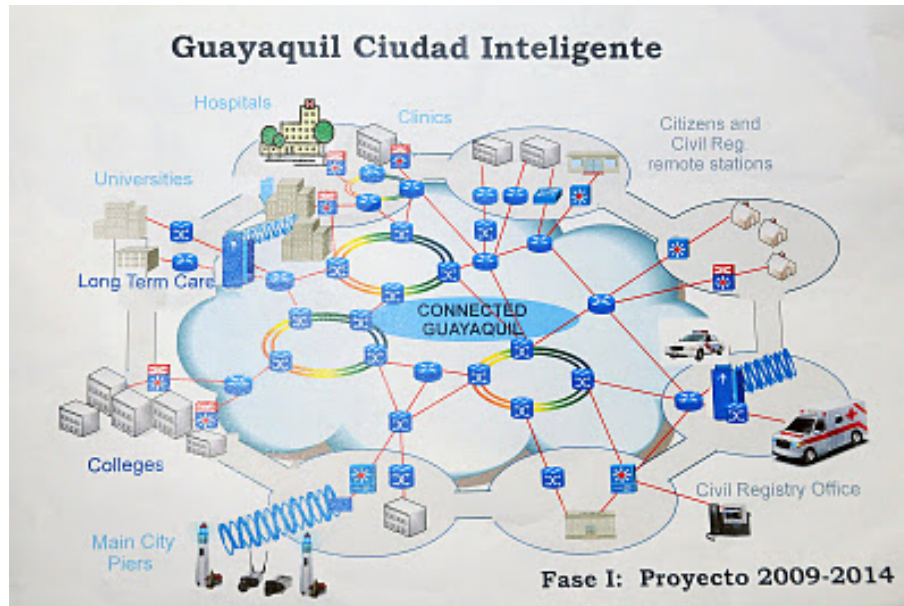 Guayaquil Ciudad Inteligente
Hospitals
Clinics
Citizens and
Civil Reg.
remote stations
Universities
Long Term Care
CONNECTED
GUAYAQUIL
Colleges
Civil Registry Office
Main City
Piers
Fase I: Proyecto 2009-2014